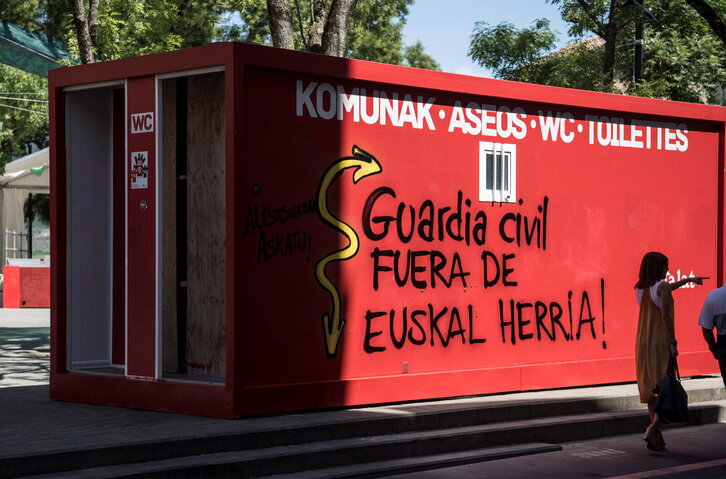 KOMUNAK · ASEOS · WC · TOILETTES
WC
ALTSASUKOAK
ASKATU!
GUARDIA CIVIL
FUERA DE
EUSKAL HERRIA!